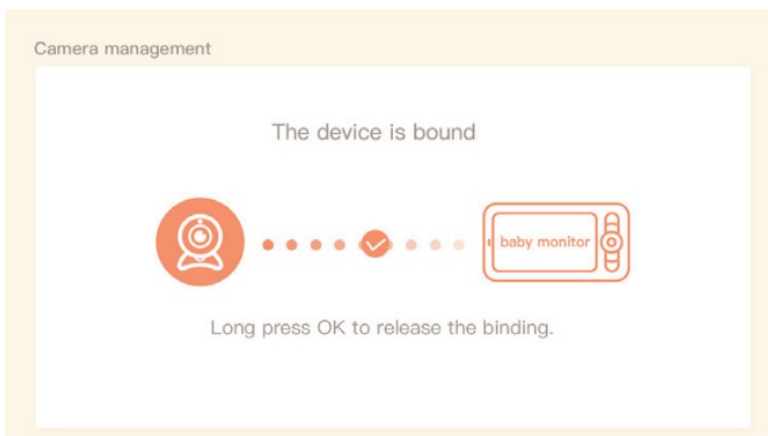 Camera management
The device is bound
baby monitor
Long press OK to release the binding.